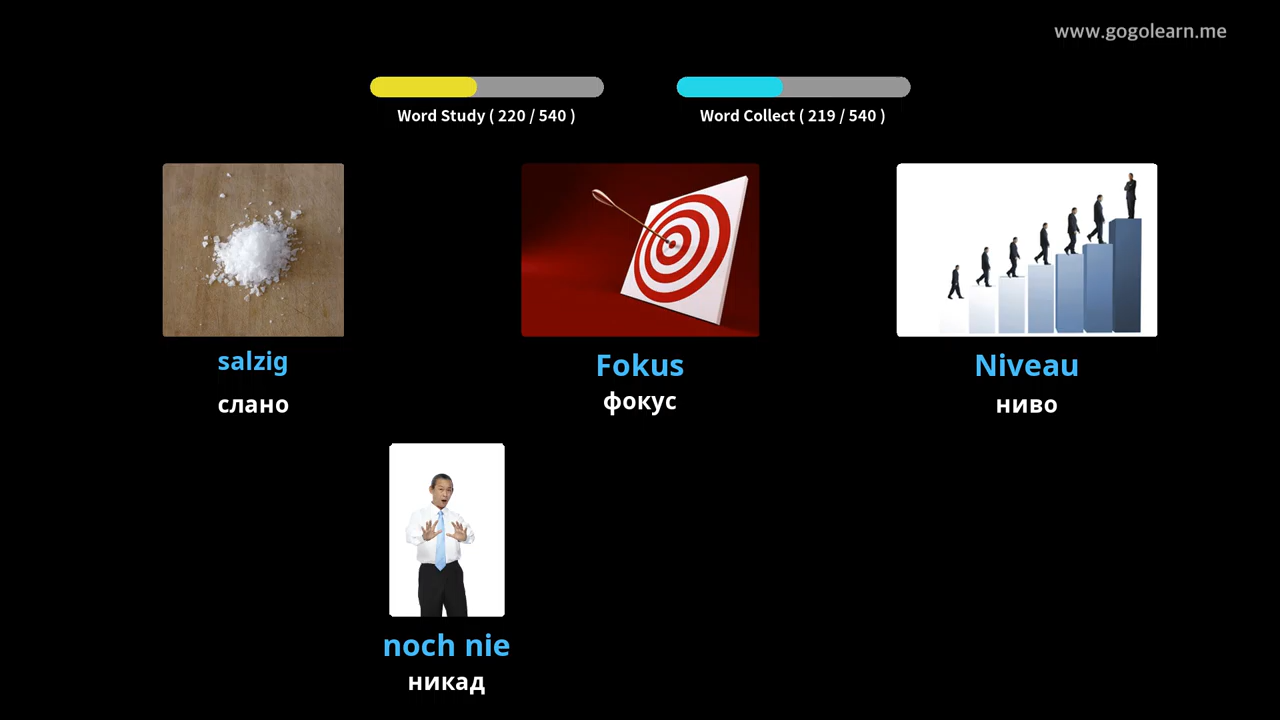 www.gogolearn.me
Word Study ( 220 / 540 )
Word Collect ( 219 / 540 )
salzig
слано
Fokus
фокус
Niveau
ниво
noch nie
никад